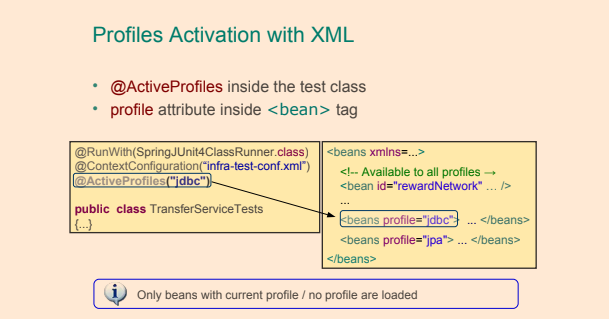 Profiles Activation with XML
• @ActiveProfiles inside the test class
• profile attribute inside <bean> tag
@RunWith(SpringJUnit4ClassRunner.class)
@ContextConfiguration(“infra-test-conf.xml”)
@ActiveProfiles("jdbc")
public class TransferServiceTests
{...}
<beans xmlns=...>
<!-- Available to all profiles →
<bean id="rewardNetwork" … />
...
<beans profile="jdbc"> ... </beans>
<beans profile="jpa"> ... </beans>
</beans>
Only beans with current profile / no profile are loaded